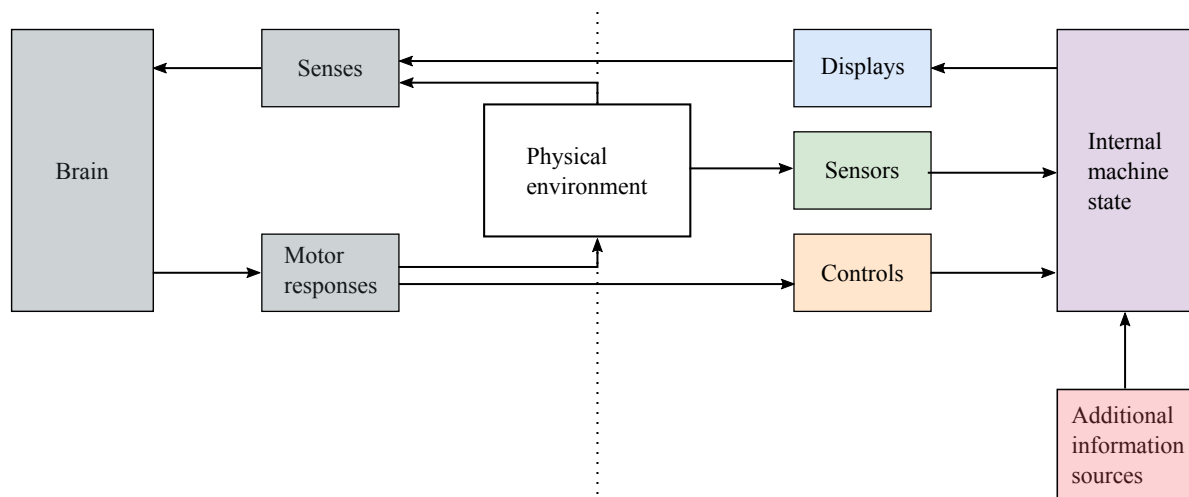 Brain
Senses
Motor
responses
Physical
environment
Displays
Sensors
Controls
Internal
machine
state
Additional
information
sources